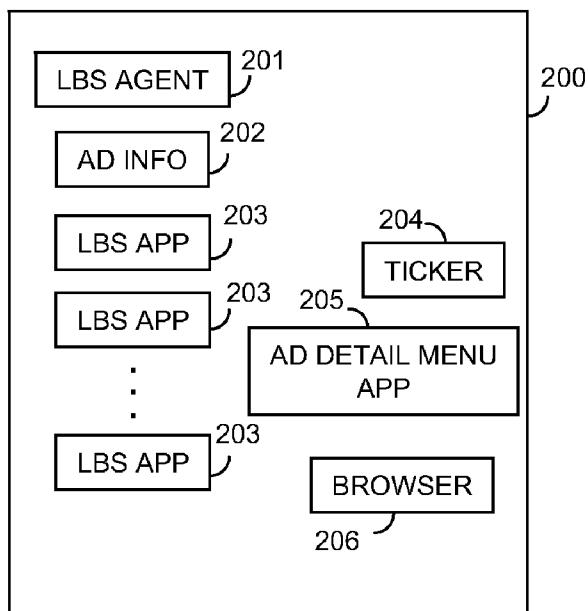 201
LBS AGENT
200
202
AD INFO
203
LBS APP
204
TICKER
203
LBS APP
205
AD DETAIL MENU
APP
203
LBS APP
BROWSER
206